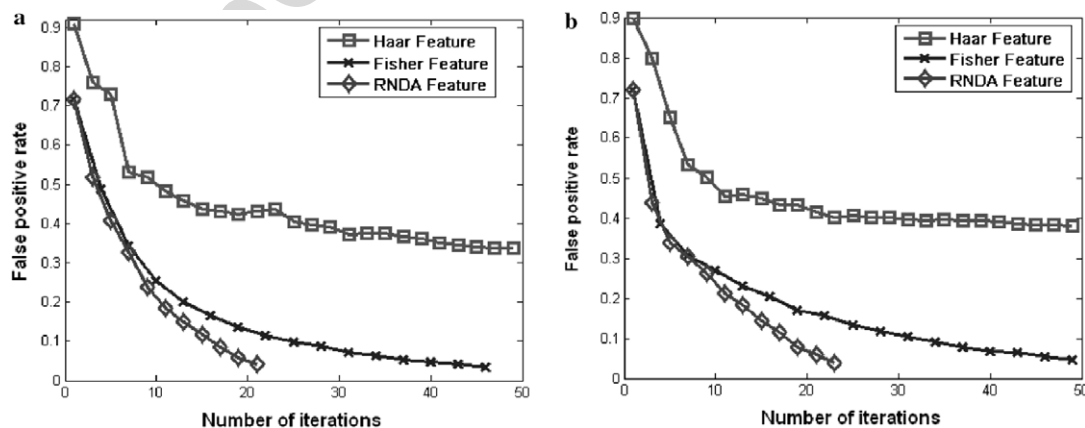 a
0.9
0.8
0.7
0.6
0.5
0.4
0.3
0.2
0.1
0
False positive rate
Haar Feature
Fisher Feature
RNDA Feature
0 10 20 30 40 50
Number of iterations
b
0.9
0.8
0.7
0.6
0.5
0.4
0.3
0.2
0.1
0
False positive rate
Haar Feature
Fisher Feature
RNDA Feature
0 10 20 30 40 50
Number of iterations